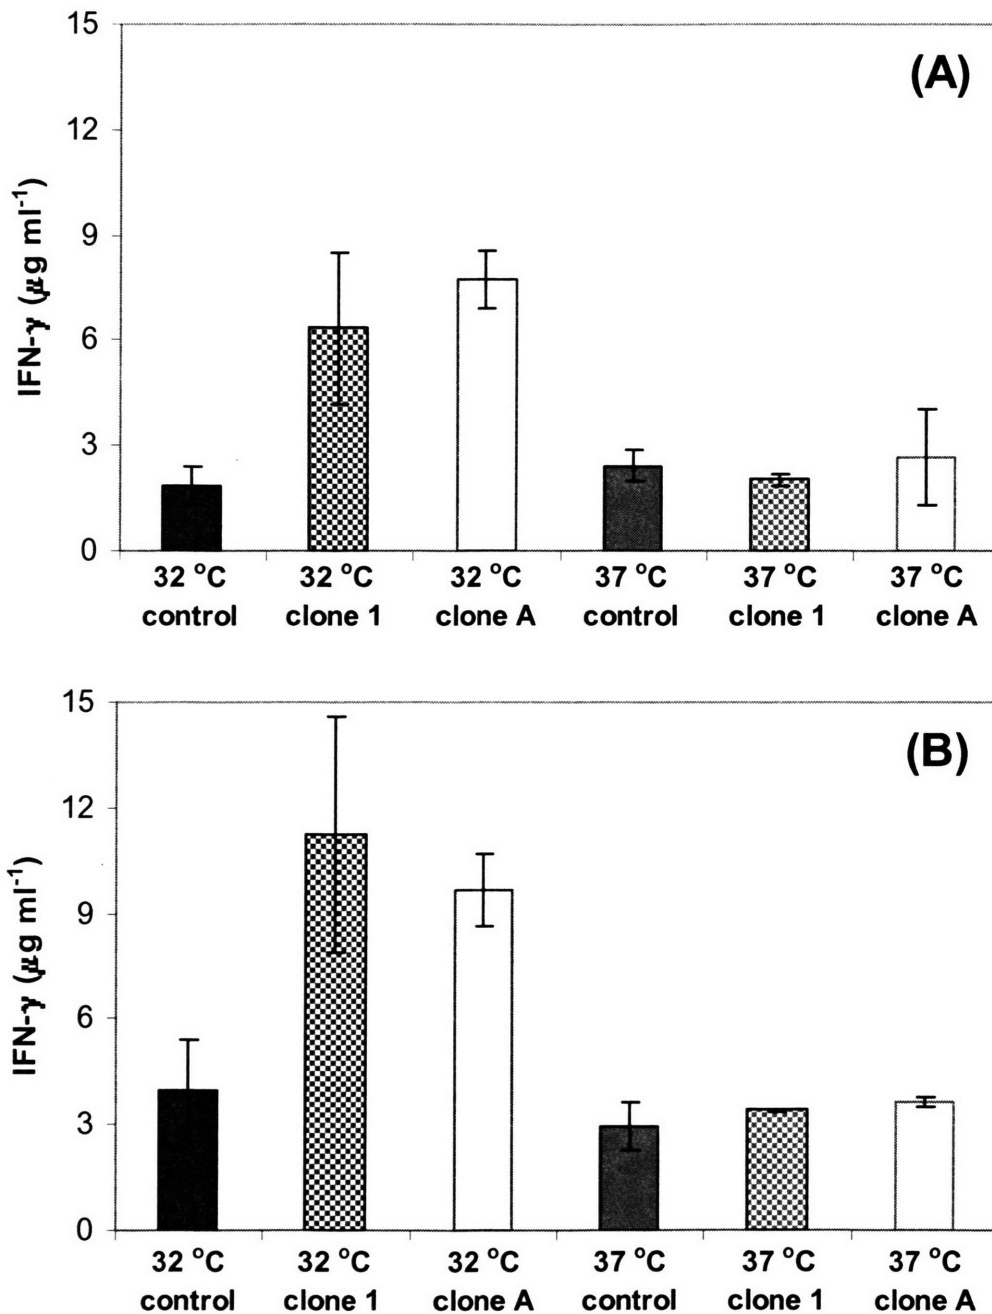 (A)
15
12
9
6
3
0
IFN-γ (μg ml⁻¹)
32 °C 32 °C 32 °C 37 °C 37 °C 37 °C
control clone 1 clone A control clone 1 clone A
(B)
15
12
9
6
3
0
IFN-γ (μg ml⁻¹)
32 °C 32 °C 32 °C 37 °C 37 °C 37 °C
control clone 1 clone A control clone 1 clone A